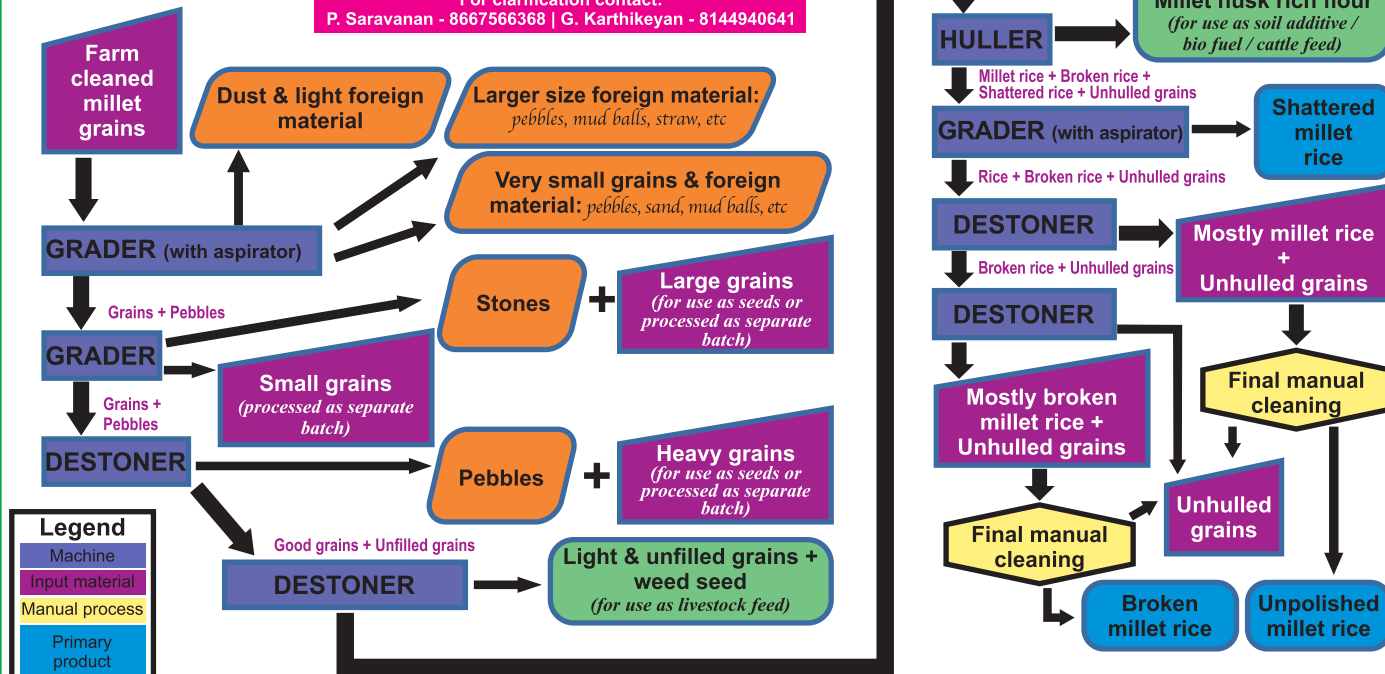 For clarification contact:
P. Saravanan - 8667566368 | G. Karthikeyan - 8144940641
Farm
cleaned
millet
grains
Dust & light foreign
material
Larger size foreign material:
pebbles, mud balls, straw, etc
Very small grains & foreign
material: pebbles, sand, mud balls, etc
GRADER (with aspirator)
Grains + Pebbles
Stones
+
Large grains
(for use as seeds or
processed as separate
batch)
GRADER
Small grains
(processed as separate
batch)
Grains +
Pebbles
DESTONER
Pebbles
+
Heavy grains
(for use as seeds or
processed as separate
batch)
Good grains + Unfilled grains
DESTONER
Light & unfilled grains +
weed seed
(for use as livestock feed)
Legend
Machine
Input material
Manual process
Primary
product
HULLER
Millet husk rich flour
(for use as soil additive /
bio fuel / cattle feed)
Millet rice + Broken rice +
Shattered rice + Unhulled grains
GRADER (with aspirator)
Shattered
millet
rice
Rice + Broken rice + Unhulled grains
DESTONER
Mostly millet rice
+
Unhulled grains
Broken rice + Unhulled grains
DESTONER
Mostly broken
millet rice +
Unhulled grains
Final manual
cleaning
Unhulled
grains
Final manual
cleaning
Broken
millet rice
Unpolished
millet rice